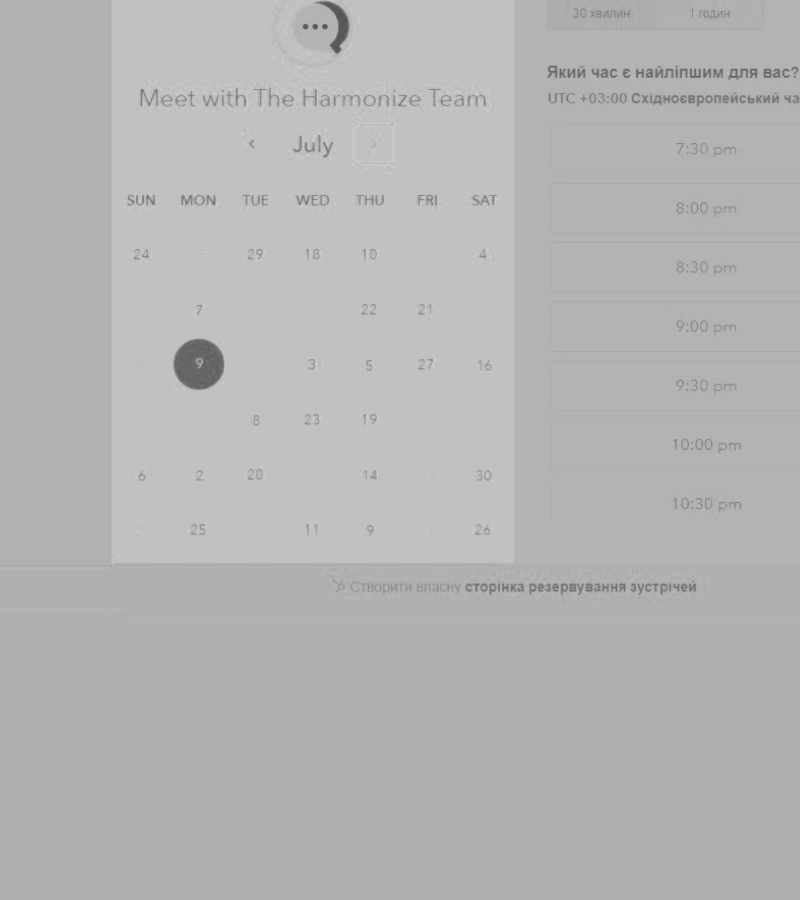 30 хвилин 1 годин
Meet with The Harmonize Team
Який час є найліпшим для вас?
UTC +03:00 Східноєвропейський
‹ July ›
SUN MON TUE WED THU FRI SAT
24 29 18 10 4
7 22 21
9 3 5 27 16
8 23 19
6 2 20 14 30
25 11 9 26
7:30 pm
8:00 pm
8:30 pm
9:00 pm
9:30 pm
10:00 pm
10:30 pm
Створити власну сторінка резервування зустрічей